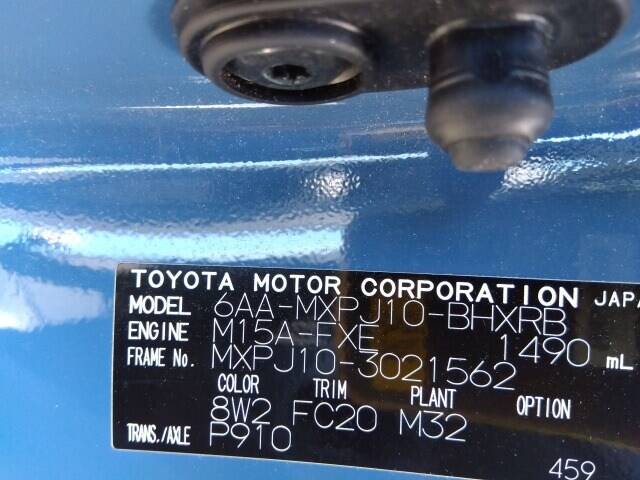 TOYOTA MOTOR CORPORATION JAPA
MODEL 6AA-MXPJ10-BHXRB
ENGINE M15A-FXE 1490 mL
FRAME No. MXPJ10-3021562
COLOR TRIM PLANT OPTION
8W2 FC20 M32
TRANS./AXLE P910
459